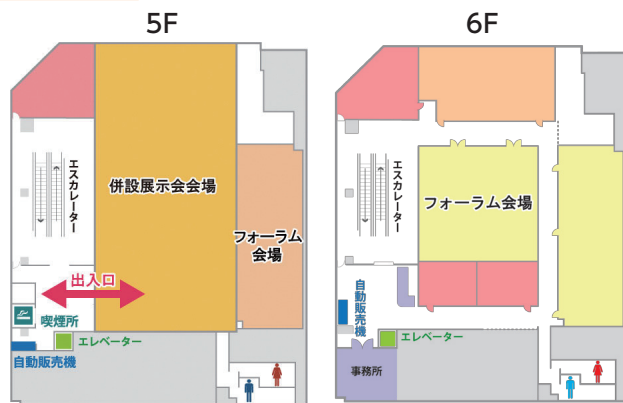 5F
エスカレーター
併設展示会会場
フォーラム
会場
出入口
喫煙所
エレベーター
自動販売機
6F
エスカレーター
フォーラム会場
自動販売機
エレベーター
事務所